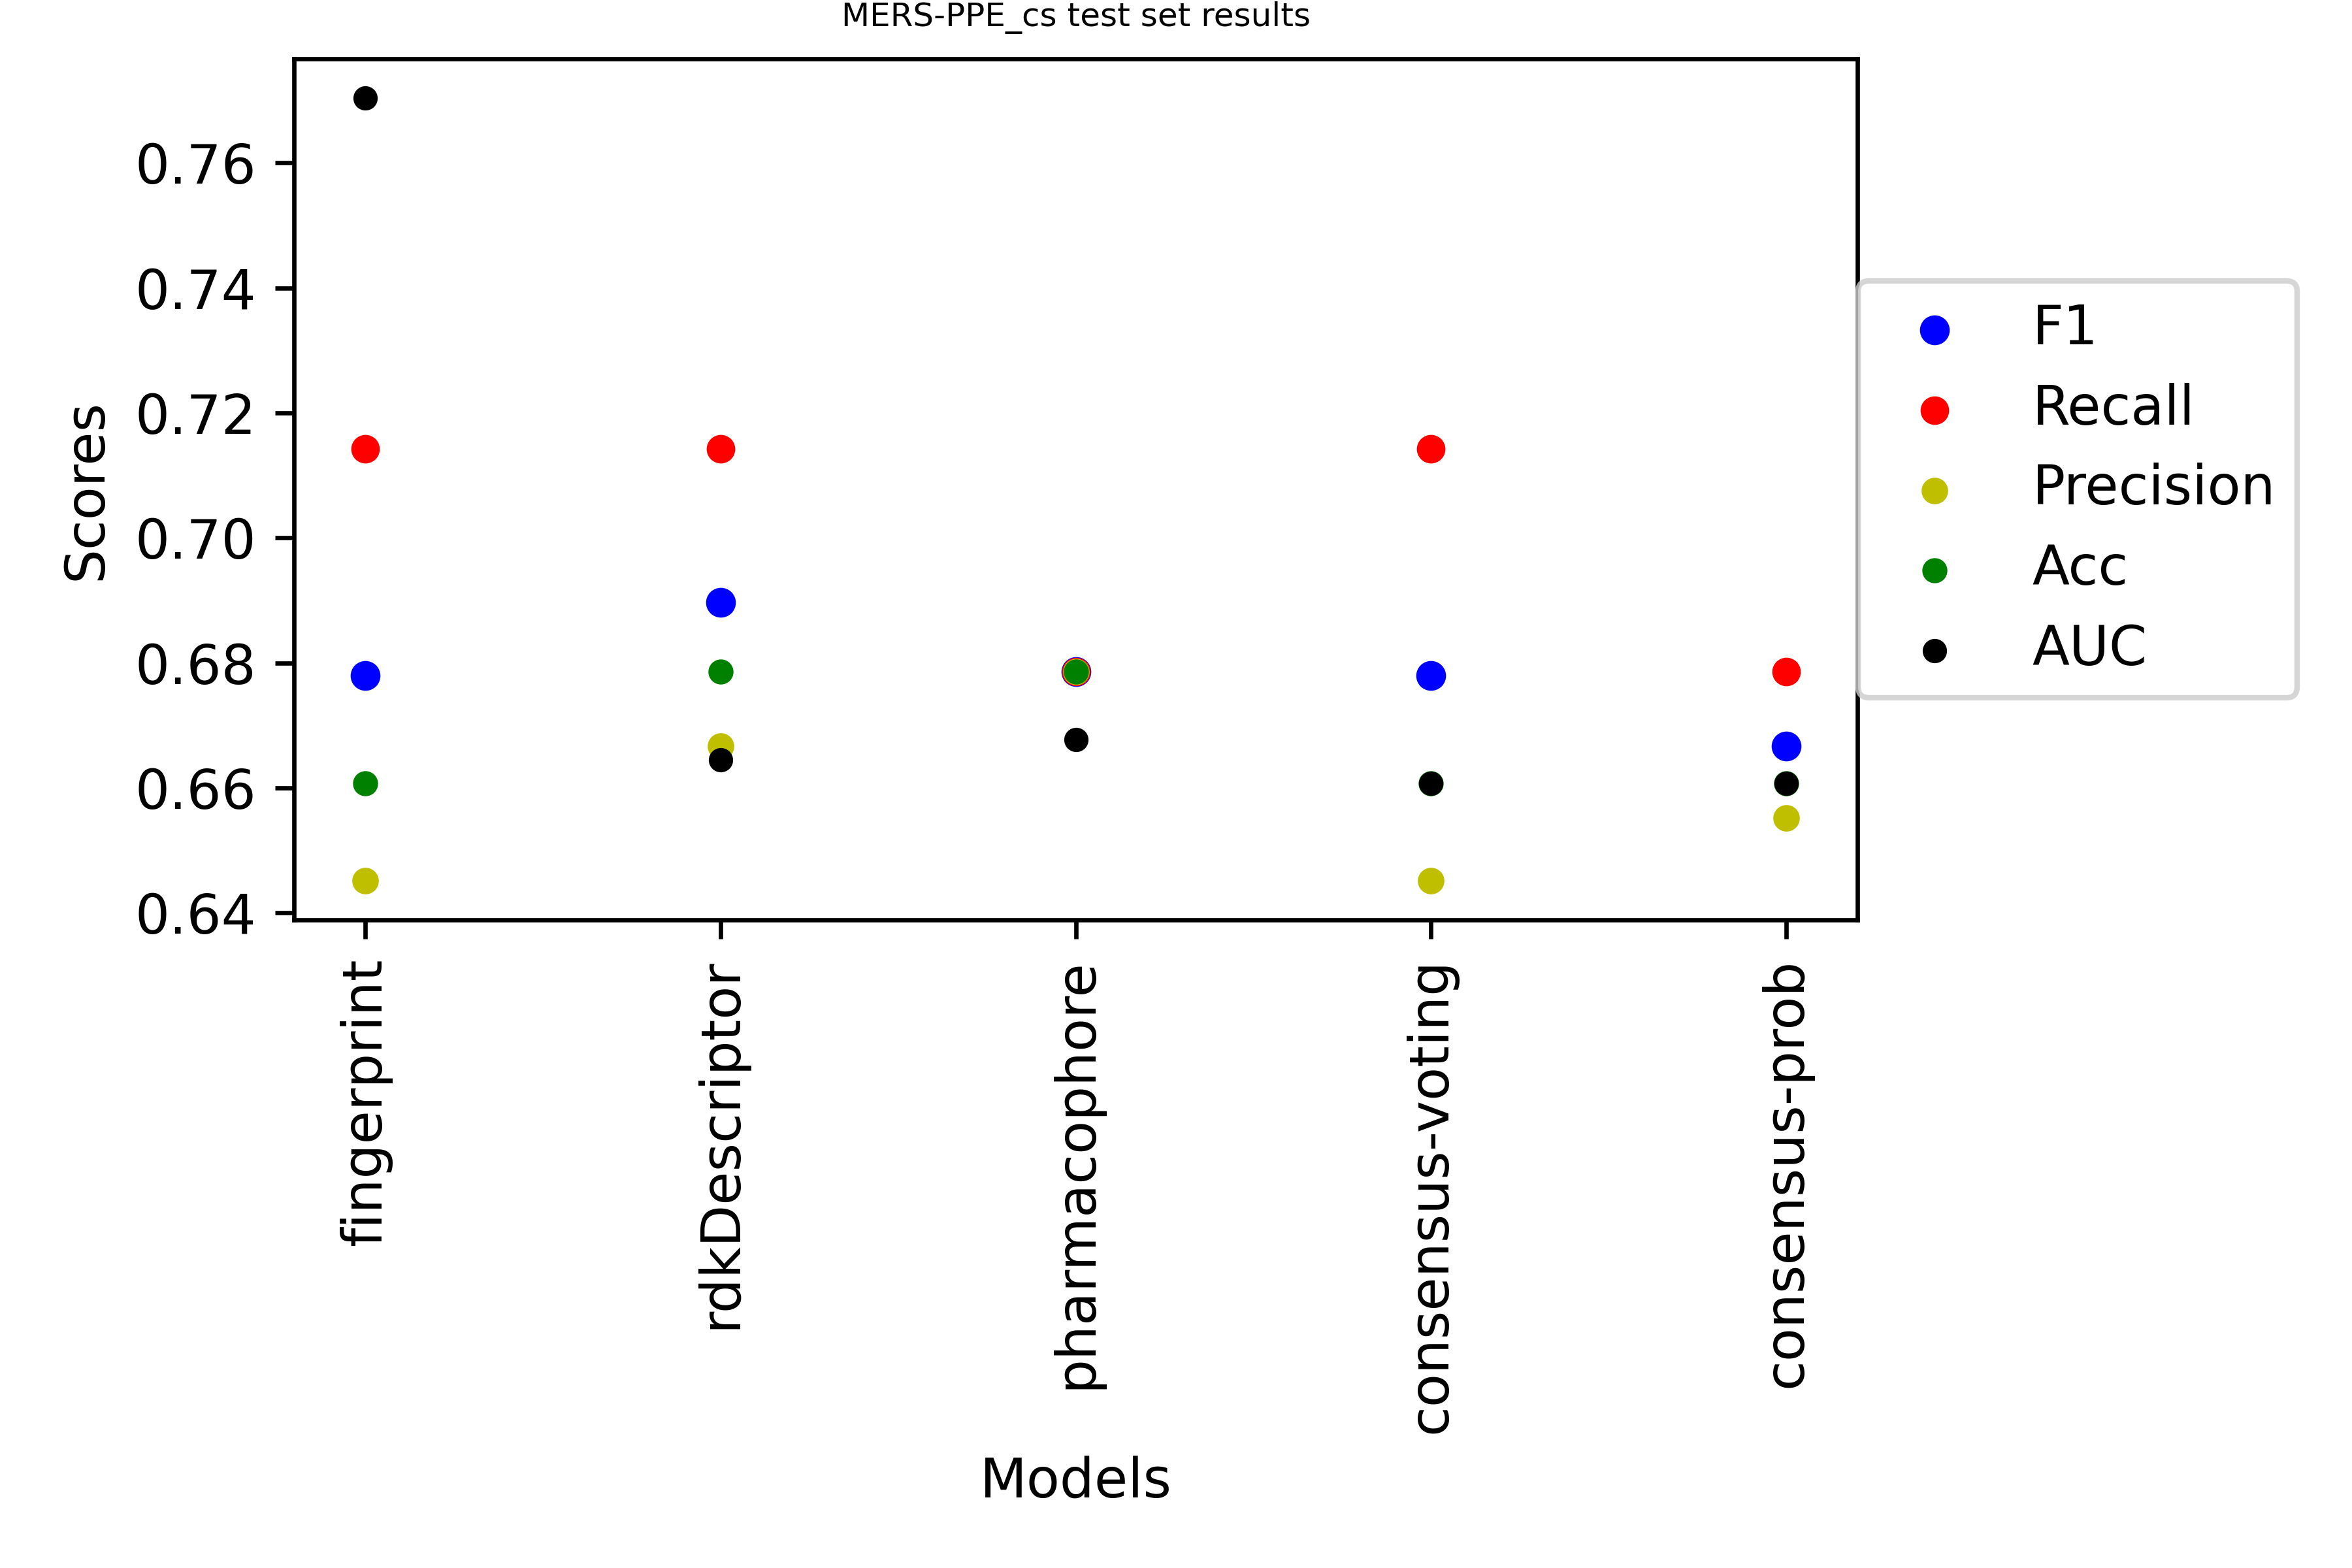 MERS-PPE_cs test set results
0.76
0.74
0.72
0.70
0.68
0.66
0.64
Scores
F1
Recall
Precision
Acc
AUC
fingerprint
rdkDescriptor
pharmacophore
consensus-voting
consensus-prob
Models